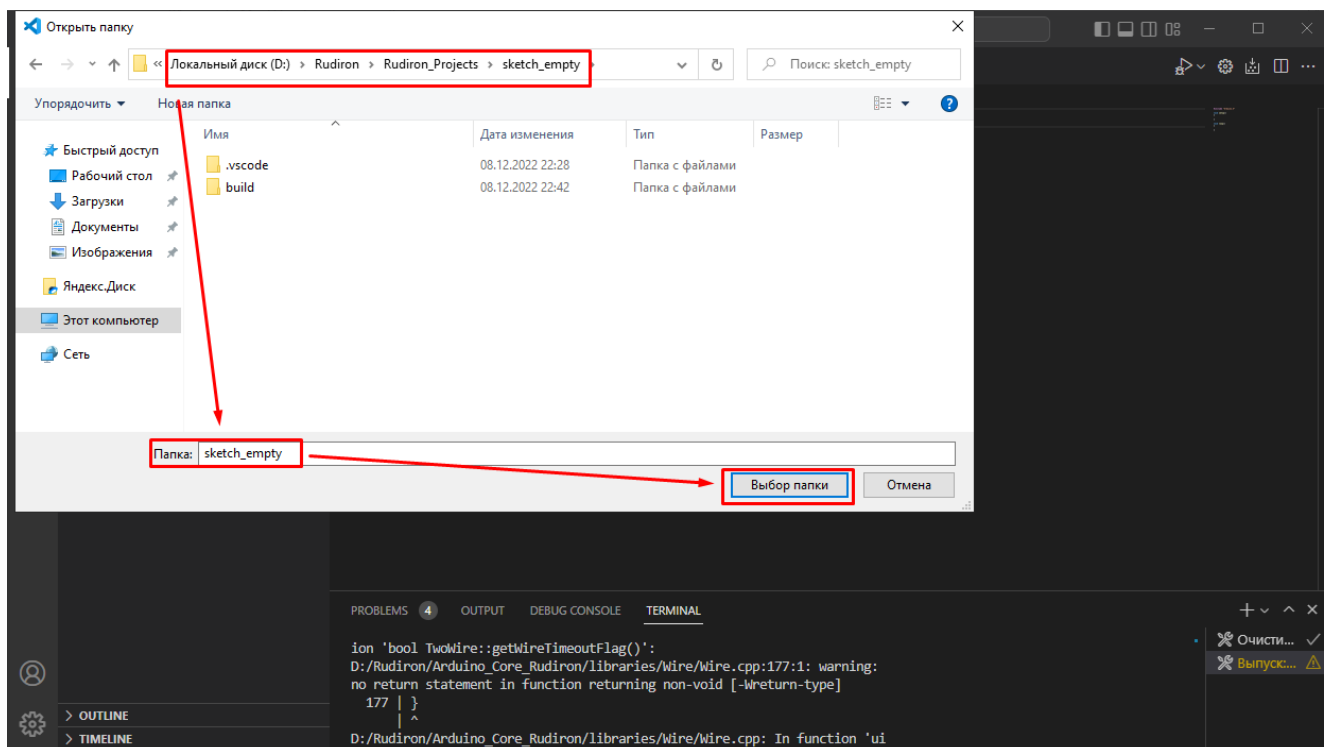 Открыть папку
« Локальный диск (D:) › Rudiron › Rudiron_Projects › sketch_empty ›
Поиск: sketch_empty
Упорядочить
Новая папка
Имя
Дата изменения
Тип
Размер
Быстрый доступ
Рабочий стол
Загрузки
Документы
Изображения
Яндекс.Диск
Этот компьютер
Сеть
.vscode 08.12.2022 22:28 Папка с файлами
build 08.12.2022 22:42 Папка с файлами
Папка: sketch_empty
Выбор папки
Отмена
PROBLEMS 4 OUTPUT DEBUG CONSOLE TERMINAL
ion 'bool TwoWire::getWireTimeoutFlag()':
D:/Rudiron/Arduino_Core_Rudiron/libraries/Wire/Wire.cpp:177:1: warning:
no return statement in function returning non-void [-Wreturn-type]
177 | }
| ^
D:/Rudiron/Arduino_Core_Rudiron/libraries/Wire/Wire.cpp: In function 'ui
Очисти...
Выпуск:...
> OUTLINE
> TIMELINE